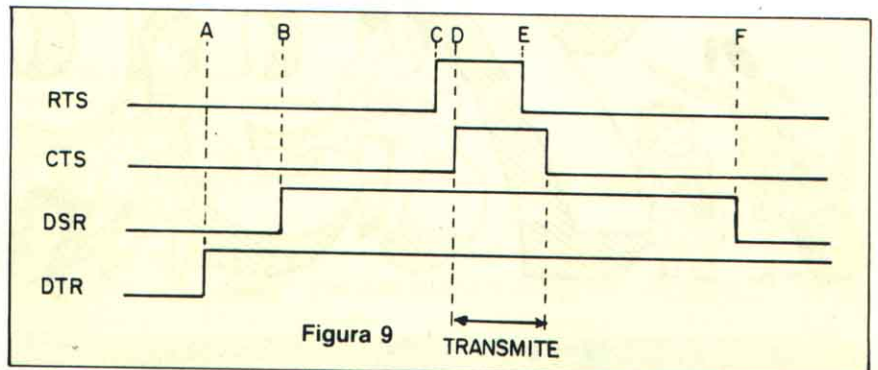 A B C D E F
RTS
CTS
DSR
DTR
Figura 9
TRANSMITE